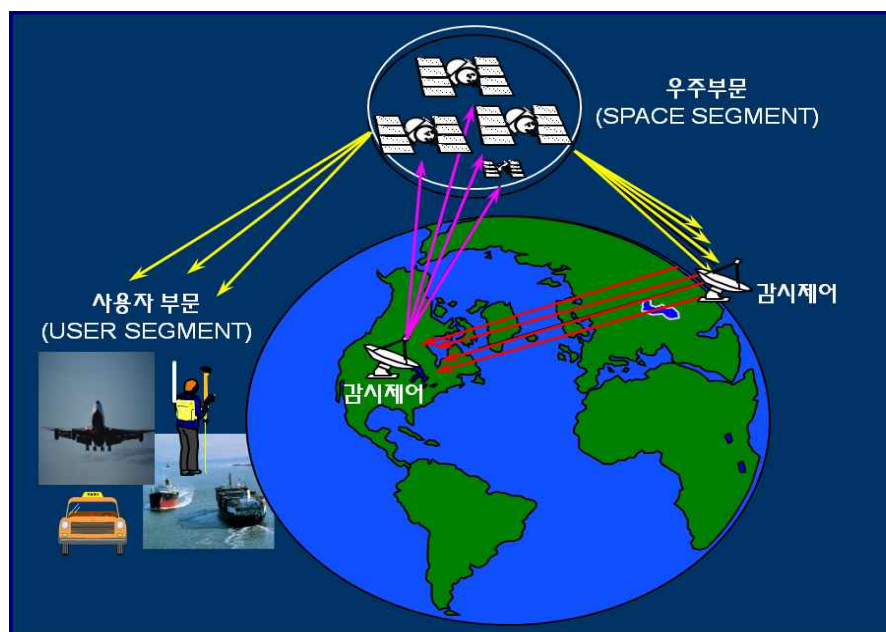 우주부문
(SPACE SEGMENT)
사용자 부문
(USER SEGMENT)
감시제어
감시제어
TAXI